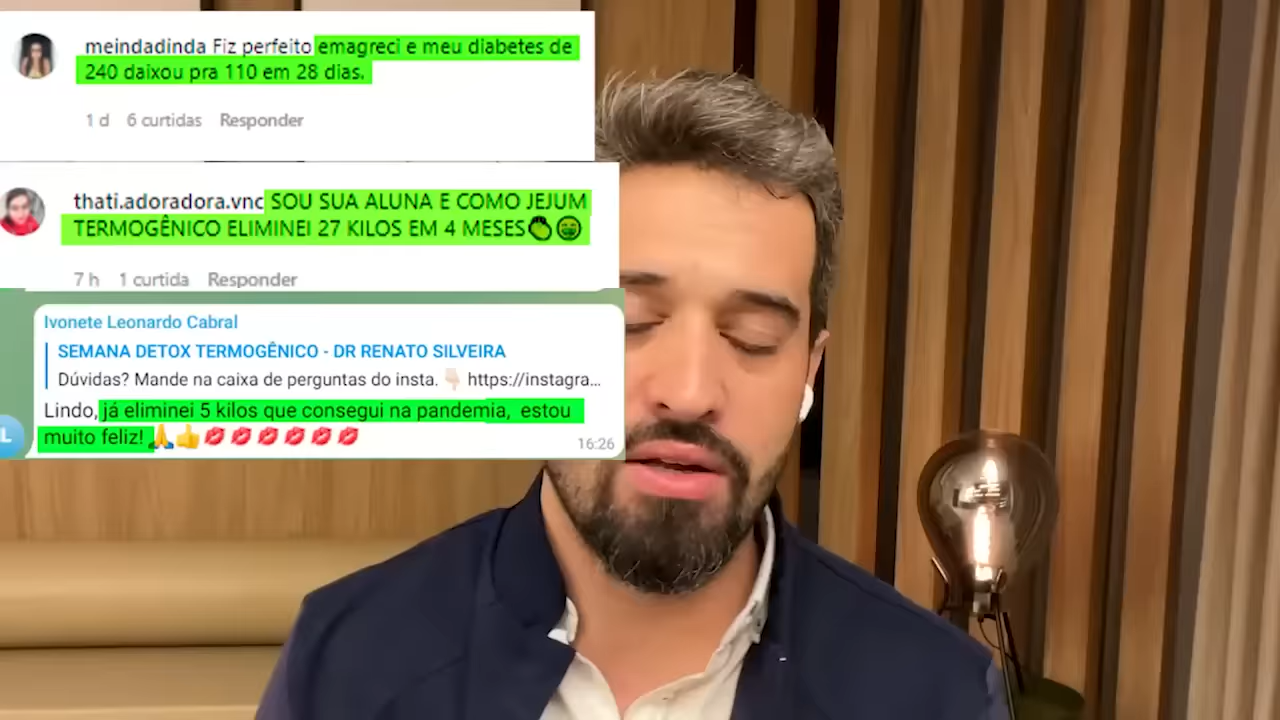 meindadinda Fiz perfeito emagreci e meu diabetes de
240 daixou pra 110 em 28 dias.
1 d 6 curtidas Responder
thati.adoradora.vnc SOU SUA ALUNA E COMO JEJUM
TERMOGÊNICO ELIMINEI 27 KILOS EM 4 MESES
7 h 1 curtida Responder
Ivonete Leonardo Cabral
SEMANA DETOX TERMOGÊNICO - DR RENATO SILVEIRA
Dúvidas? Mande na caixa de perguntas do insta. 👇🏻 https://instagra...
Lindo, já eliminei 5 kilos que consegui na pandemia, estou
muito feliz! 🙏👍💋💋💋💋💋💋
16:26
L